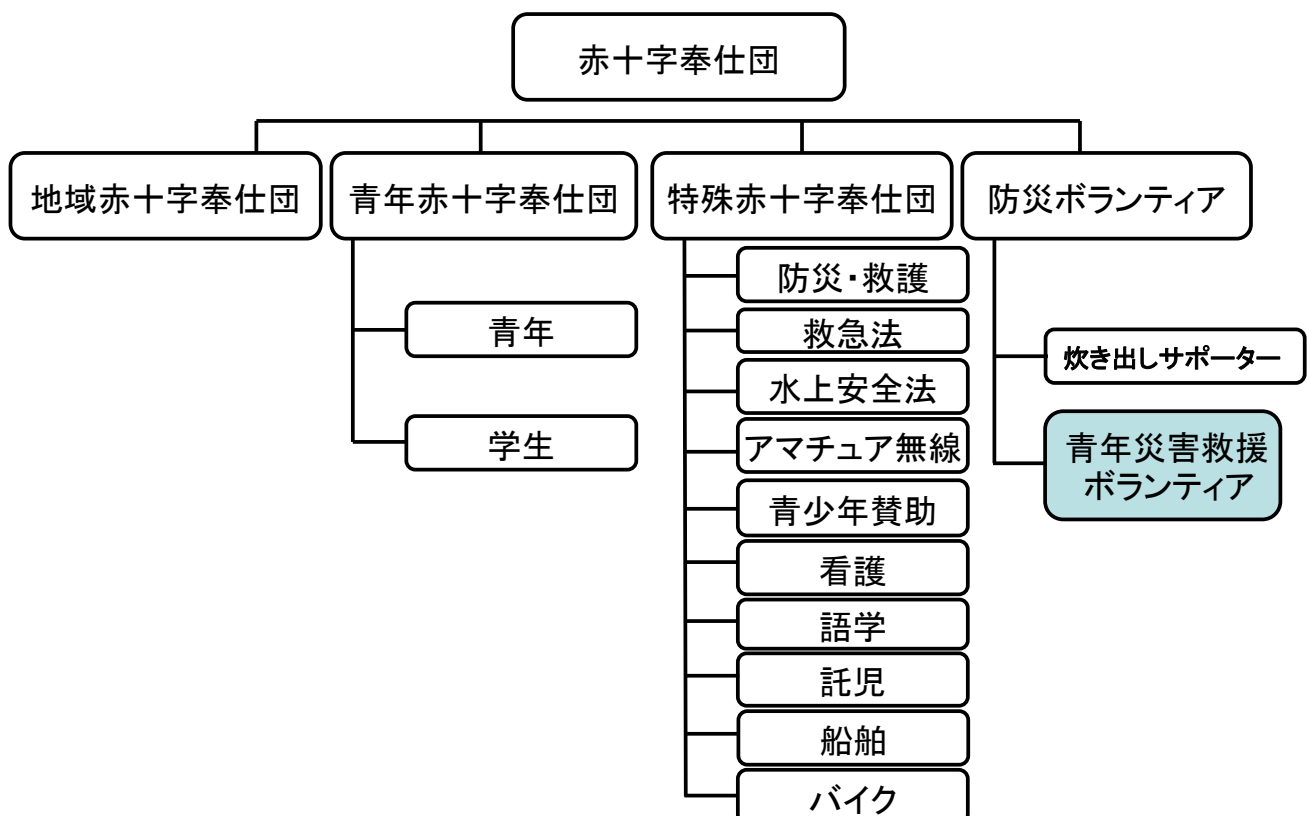 赤十字奉仕団
地域赤十字奉仕団
青年赤十字奉仕団
特殊赤十字奉仕団
防災ボランティア
青年
学生
防災・救護
救急法
水上安全法
アマチュア無線
青少年賛助
看護
語学
託児
船舶
バイク
炊き出しサポーター
青年災害救援
ボランティア